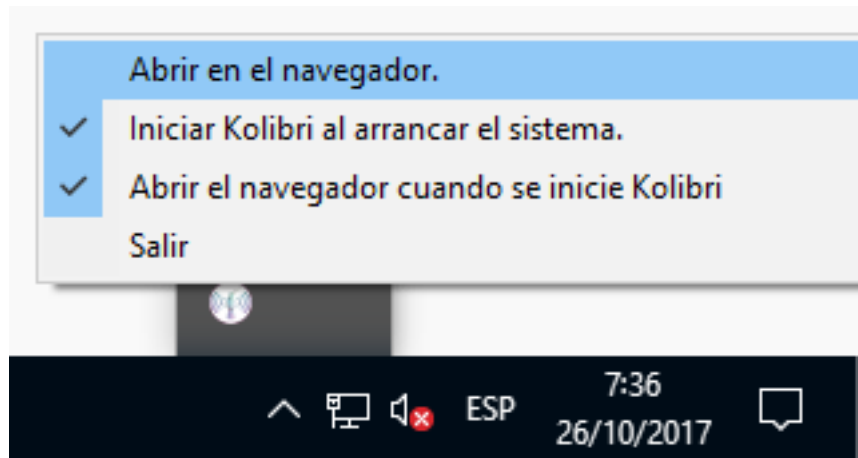 Abrir en el navegador.
Iniciar Kolibri al arrancar el sistema.
Abrir el navegador cuando se inicie Kolibri
Salir
ESP
7:36
26/10/2017